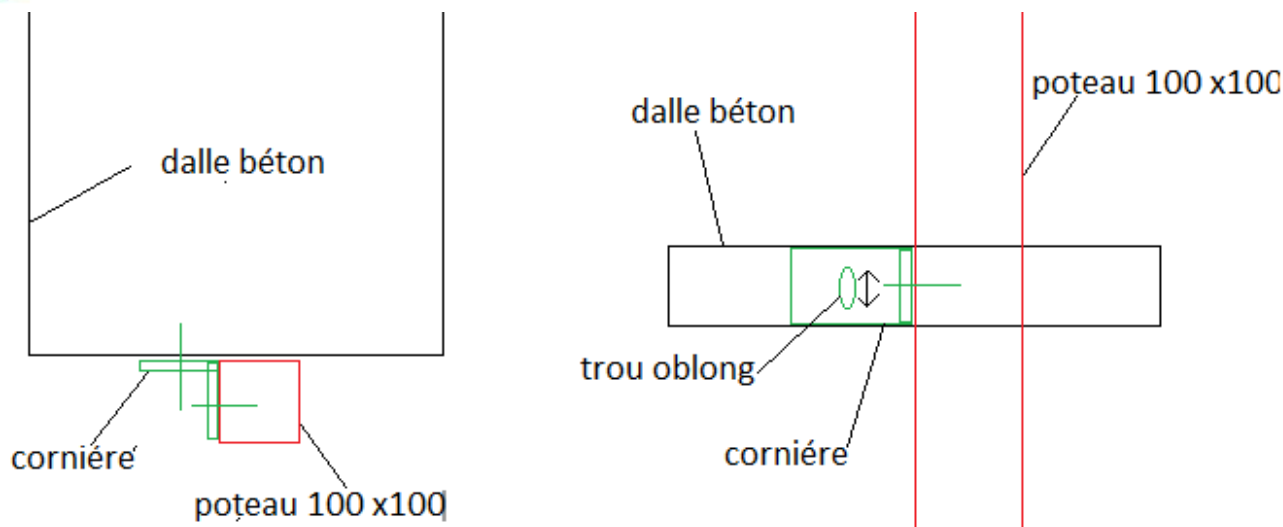 dalle béton
corniére
poteau 100 x100
poteau 100 x100
dalle béton
trou oblong
corniére